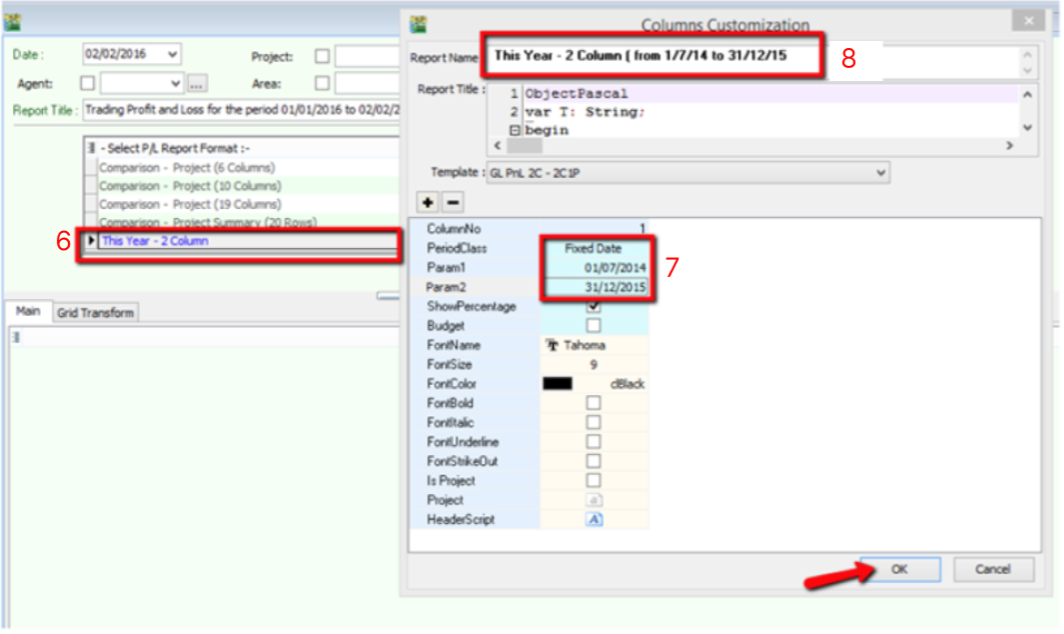 Columns Customization
Date :
02/02/2016
Project:
Agent:
...
Area:
Report Title :
Trading Profit and Loss for the period 01/01/2016 to 02/02/2
- Select P/L Report Format :-
Comparison - Project (6 Columns)
Comparison - Project (10 Columns)
Comparison - Project (19 Columns)
Comparison - Project Summary (20 Rows)
6
This Year - 2 Column
Main
Grid Transform
Report Name
This Year - 2 Column ( from 1/7/14 to 31/12/15
8
Report Title :
1 ObjectPascal
2 var T: String;
begin
Template :
GL PnL 2C - 2C1P
ColumnNo 1
PeriodClass Fixed Date
Param1 01/07/2014
7
Param2 31/12/2015
ShowPercentage
Budget
FontName Tahoma
FontSize 9
FontColor clBlack
FontBold
FontItalic
FontUnderline
FontStrikeOut
Is Project
Project
HeaderScript
OK
Cancel